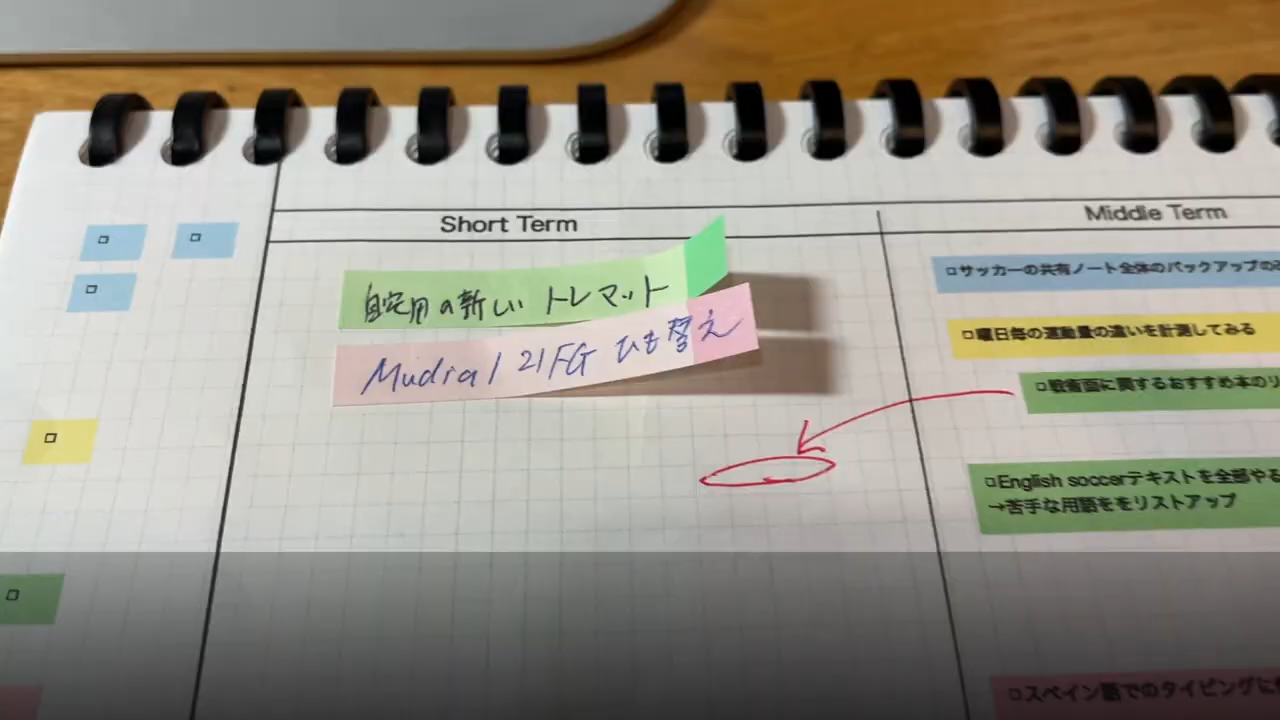 Short Term
Middle Term
自宅用の新しい トレマット
Mudial 21FG ひも替え
□サッカーの共有ノート全体のバックアップの
□曜日毎の運動量の違いを計測してみる
□戦術面に関するおすすめ本のリ
□English soccerテキストを全部やる
→苦手な用語ををリストアップ
□スペイン語でのタイピングに